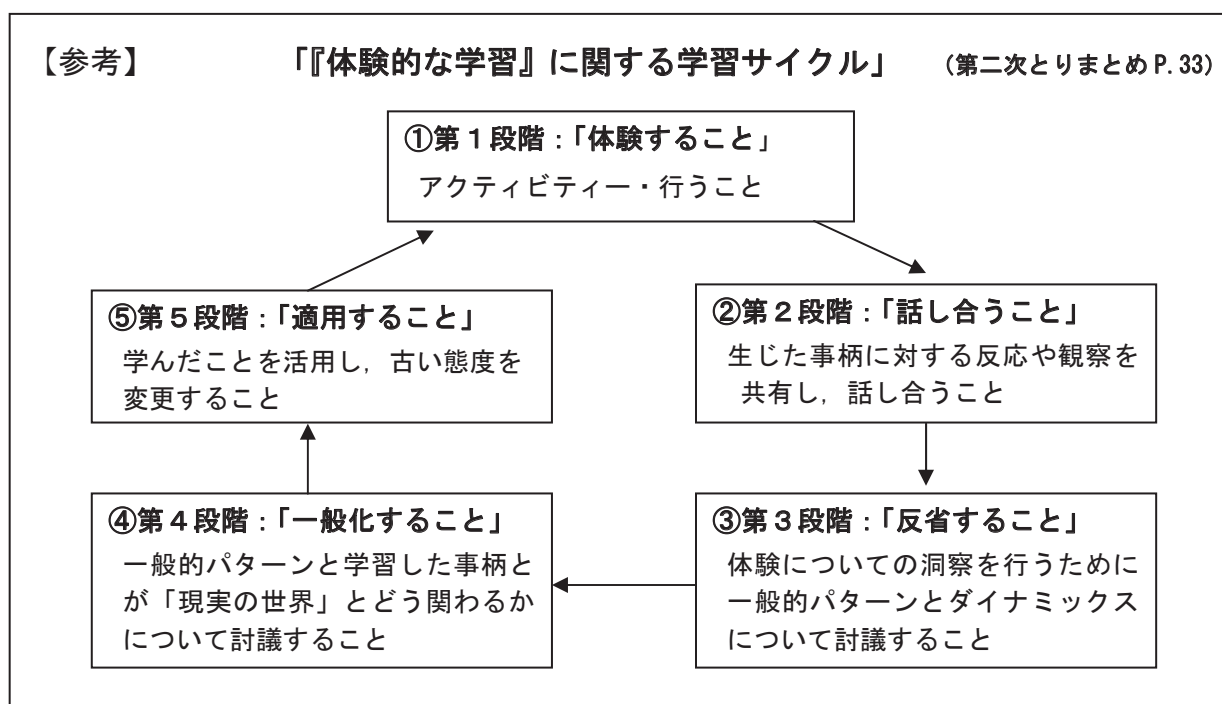 【参考】 「『体験的な学習』に関する学習サイクル」 （第二次とりまとめP.33）
①第１段階：「体験すること」
アクティビティー・行うこと
②第２段階：「話し合うこと」
生じた事柄に対する反応や観察を
共有し，話し合うこと
③第３段階：「反省すること」
体験についての洞察を行うために
一般的パターンとダイナミックス
について討議すること
④第４段階：「一般化すること」
一般的パターンと学習した事柄と
が「現実の世界」とどう関わるか
について討議すること
⑤第５段階：「適用すること」
学んだことを活用し，古い態度を
変更すること